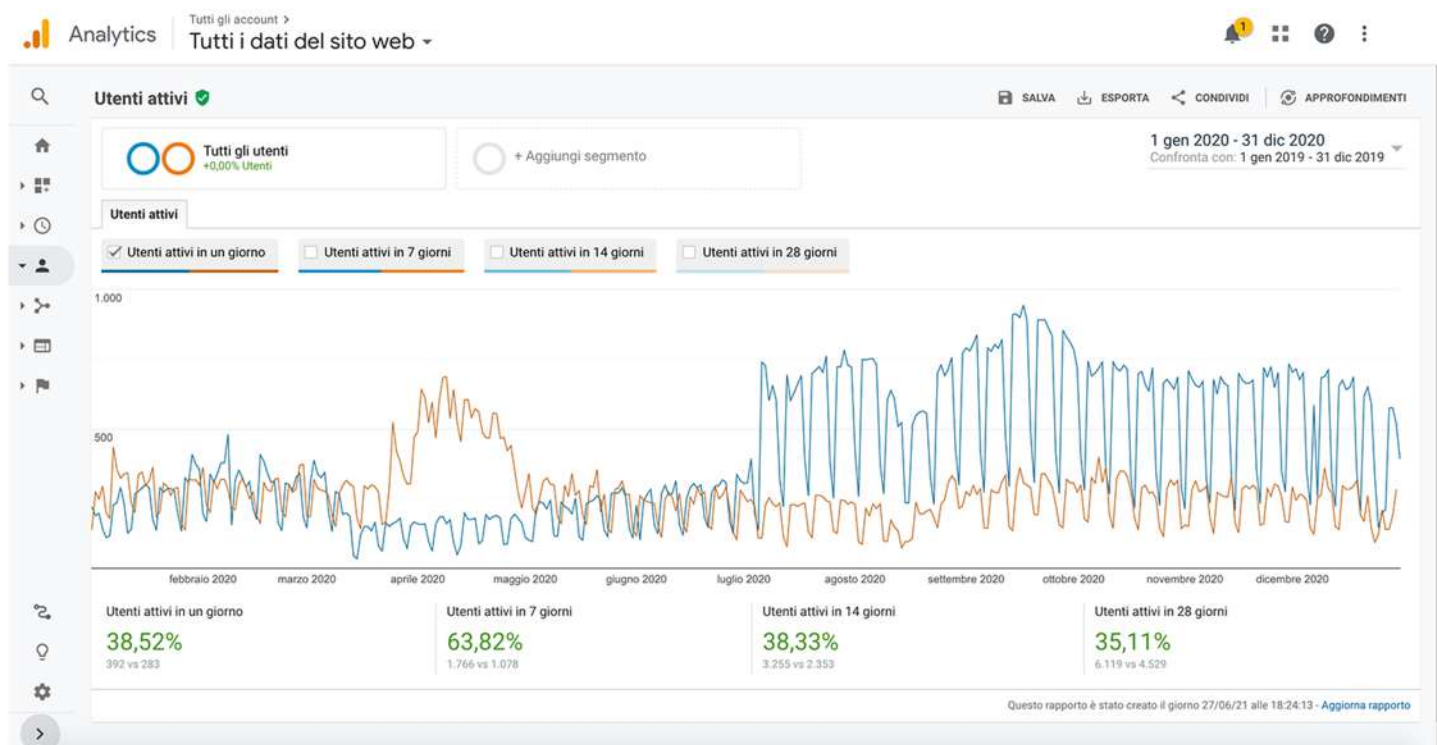 Analytics
Tutti gli account >
Tutti i dati del sito web
1
Utenti attivi
SALVA
ESPORTA
CONDIVIDI
APPROFONDIMENTI
Tutti gli utenti
+0,00% Utenti
+ Aggiungi segmento
1 gen 2020 - 31 dic 2020
Confronta con: 1 gen 2019 - 31 dic 2019
Utenti attivi
Utenti attivi in un giorno
Utenti attivi in 7 giorni
Utenti attivi in 14 giorni
Utenti attivi in 28 giorni
1.000
500
febbraio 2020
marzo 2020
aprile 2020
maggio 2020
giugno 2020
luglio 2020
agosto 2020
settembre 2020
ottobre 2020
novembre 2020
dicembre 2020
Utenti attivi in un giorno
38,52%
392 vs 283
Utenti attivi in 7 giorni
63,82%
1.766 vs 1.078
Utenti attivi in 14 giorni
38,33%
3.255 vs 2.353
Utenti attivi in 28 giorni
35,11%
6.119 vs 4.529
Questo rapporto è stato creato il giorno 27/06/21 alle 18:24:13 - Aggiorna rapporto